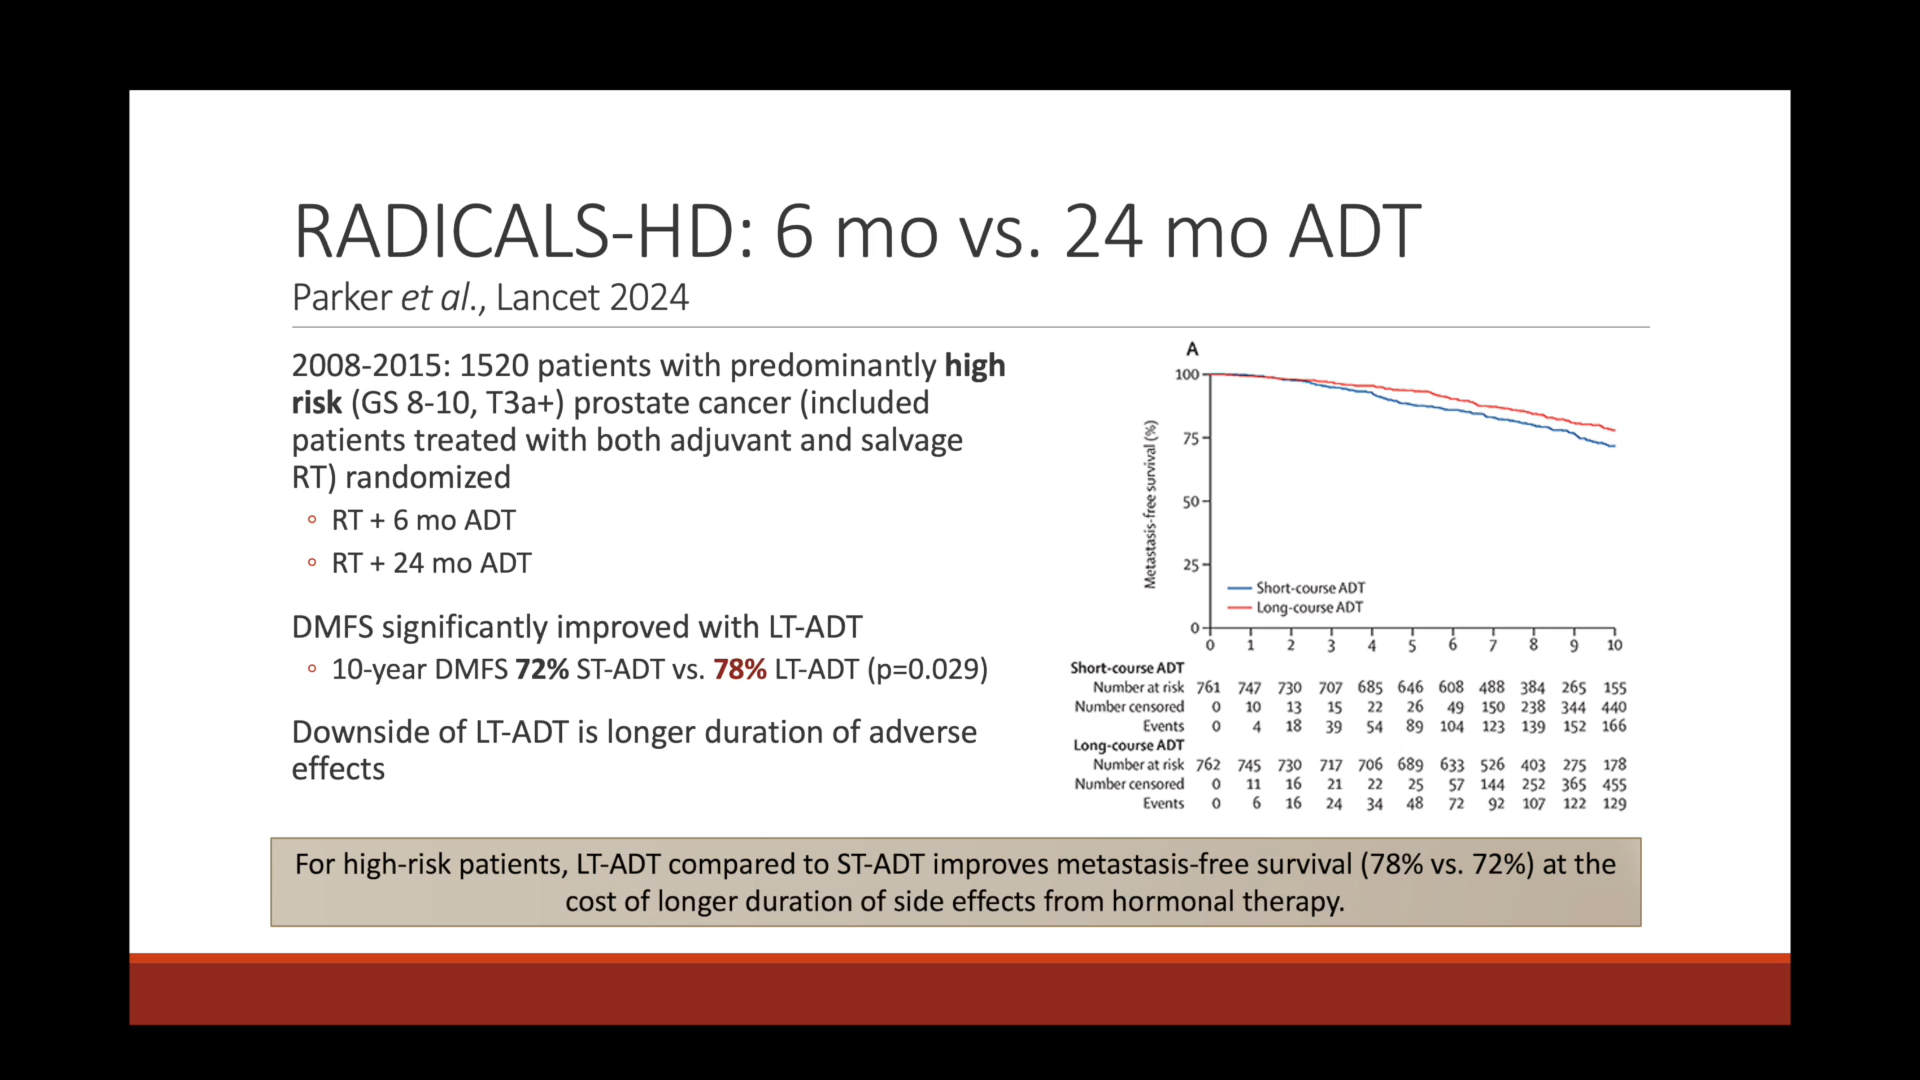 RADICALS-HD: 6 mo vs. 24 mo ADT
Parker et al., Lancet 2024
2008-2015: 1520 patients with predominantly high
risk (GS 8-10, T3a+) prostate cancer (included
patients treated with both adjuvant and salvage
RT) randomized
◦ RT + 6 mo ADT
◦ RT + 24 mo ADT
DMFS significantly improved with LT-ADT
◦ 10-year DMFS 72% ST-ADT vs. 78% LT-ADT (p=0.029)
Downside of LT-ADT is longer duration of adverse
effects
A
Metastasis-free survival (%)
100
75
50
25
0
Short-course ADT
Long-course ADT
0 1 2 3 4 5 6 7 8 9 10
Short-course ADT
Number at risk 761 747 730 707 685 646 608 488 384 265 155
Number censored 0 10 13 15 22 26 49 150 238 344 440
Events 0 4 18 39 54 89 104 123 139 152 166
Long-course ADT
Number at risk 762 745 730 717 706 689 633 526 403 275 178
Number censored 0 11 16 21 22 25 57 144 252 365 455
Events 0 6 16 24 34 48 72 92 107 122 129
For high-risk patients, LT-ADT compared to ST-ADT improves metastasis-free survival (78% vs. 72%) at the
cost of longer duration of side effects from hormonal therapy.